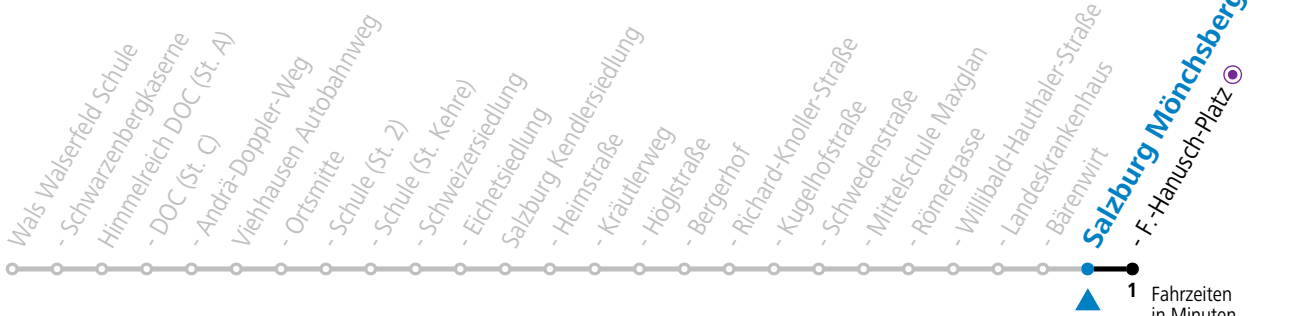 Wals Walserfeld Schule
- Schwarzenbergkaserne
Himmelreich DOC (St. A)
- DOC (St. C)
- Andrä-Doppler-Weg
Viehhausen Autobahnweg
- Ortsmitte
- Schule (St. 2)
- Schule (St. Kehre)
- Schweizersiedlung
- Eichetsiedlung
Salzburg Kendlersiedlung
- Heimstraße
- Kräutlerweg
- Höglstraße
- Bergerhof
- Richard-Knoller-Straße
- Kugelhofstraße
- Schwedenstraße
- Mittelschule Maxglan
- Römergasse
- Willibald-Hauthaler-Straße
- Landeskrankenhaus
- Bärenwirt
Salzburg Mönchsberg
- F.-Hanusch-Platz
1
Fahrzeiten
in Minuten